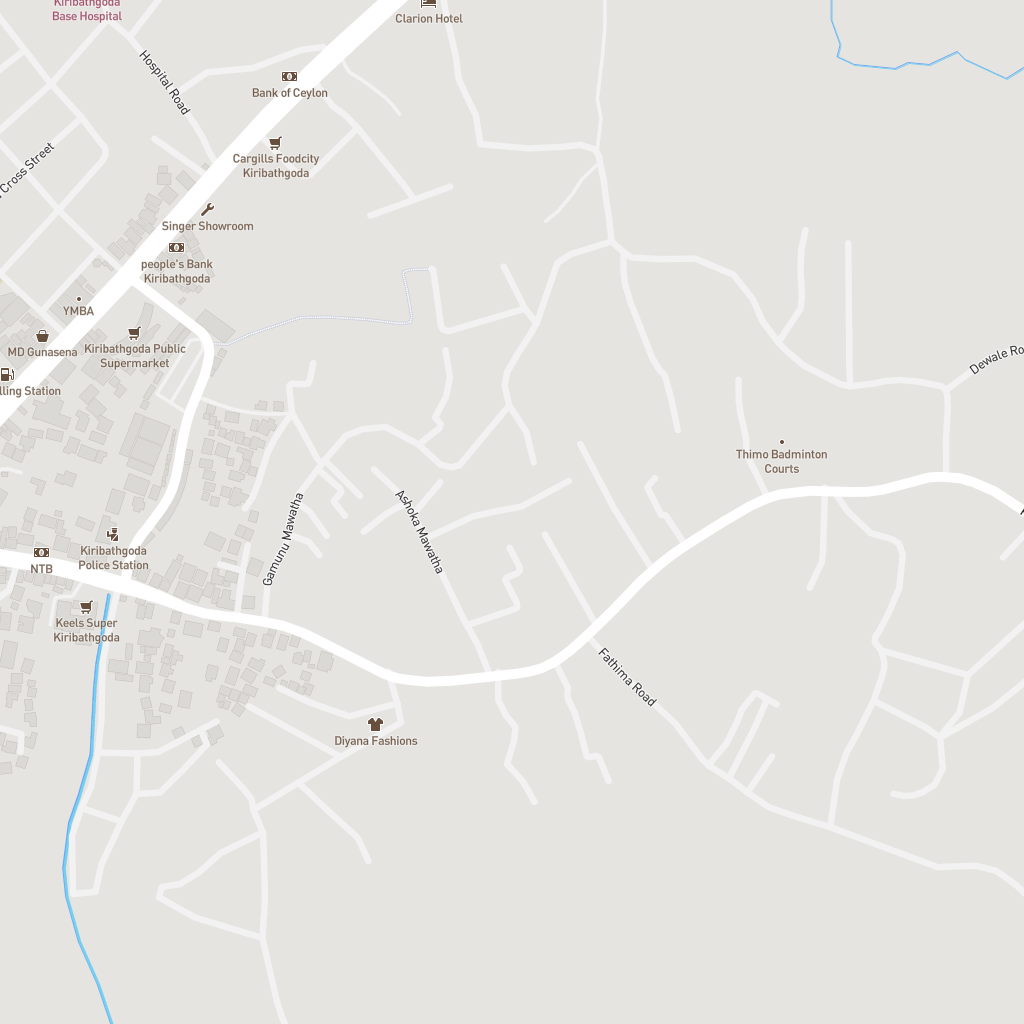 Kiribathgoda
Base Hospital
Clarion Hotel
Hospital Road
Bank of Ceylon
Cross Street
Cargills Foodcity
Kiribathgoda
Singer Showroom
people's Bank
Kiribathgoda
YMBA
MD Gunasena
Kiribathgoda Public
Supermarket
lling Station
Dewale Ro
Thimo Badminton
Courts
Ashoka Mawatha
Gamunu Mawatha
Kiribathgoda
Police Station
NTB
Keels Super
Kiribathgoda
Fathima Road
Diyana Fashions